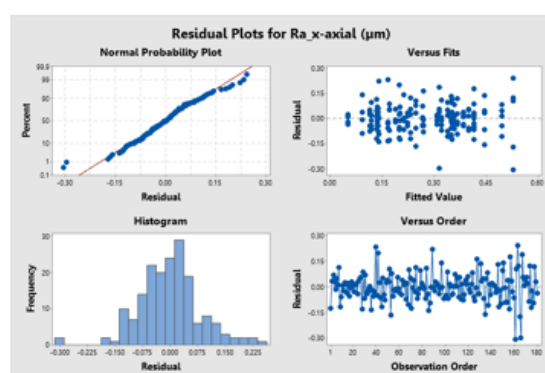 Residual Plots for Ra_x-axial (μm)
Normal Probability Plot
99.9
99
90
50
10
1
0.1
Percent
-0.30 -0.15 0.00 0.15 0.30
Residual
Versus Fits
0.30
0.15
0.00
-0.15
-0.30
Residual
0.00 0.15 0.30 0.45 0.60
Fitted Value
Histogram
30
20
10
0
Frequency
-0.300 -0.225 -0.150 -0.075 0.000 0.075 0.150 0.225
Residual
Versus Order
0.30
0.15
0.00
-0.15
-0.30
Residual
1 20 40 60 80 100 120 140 160 180
Observation Order